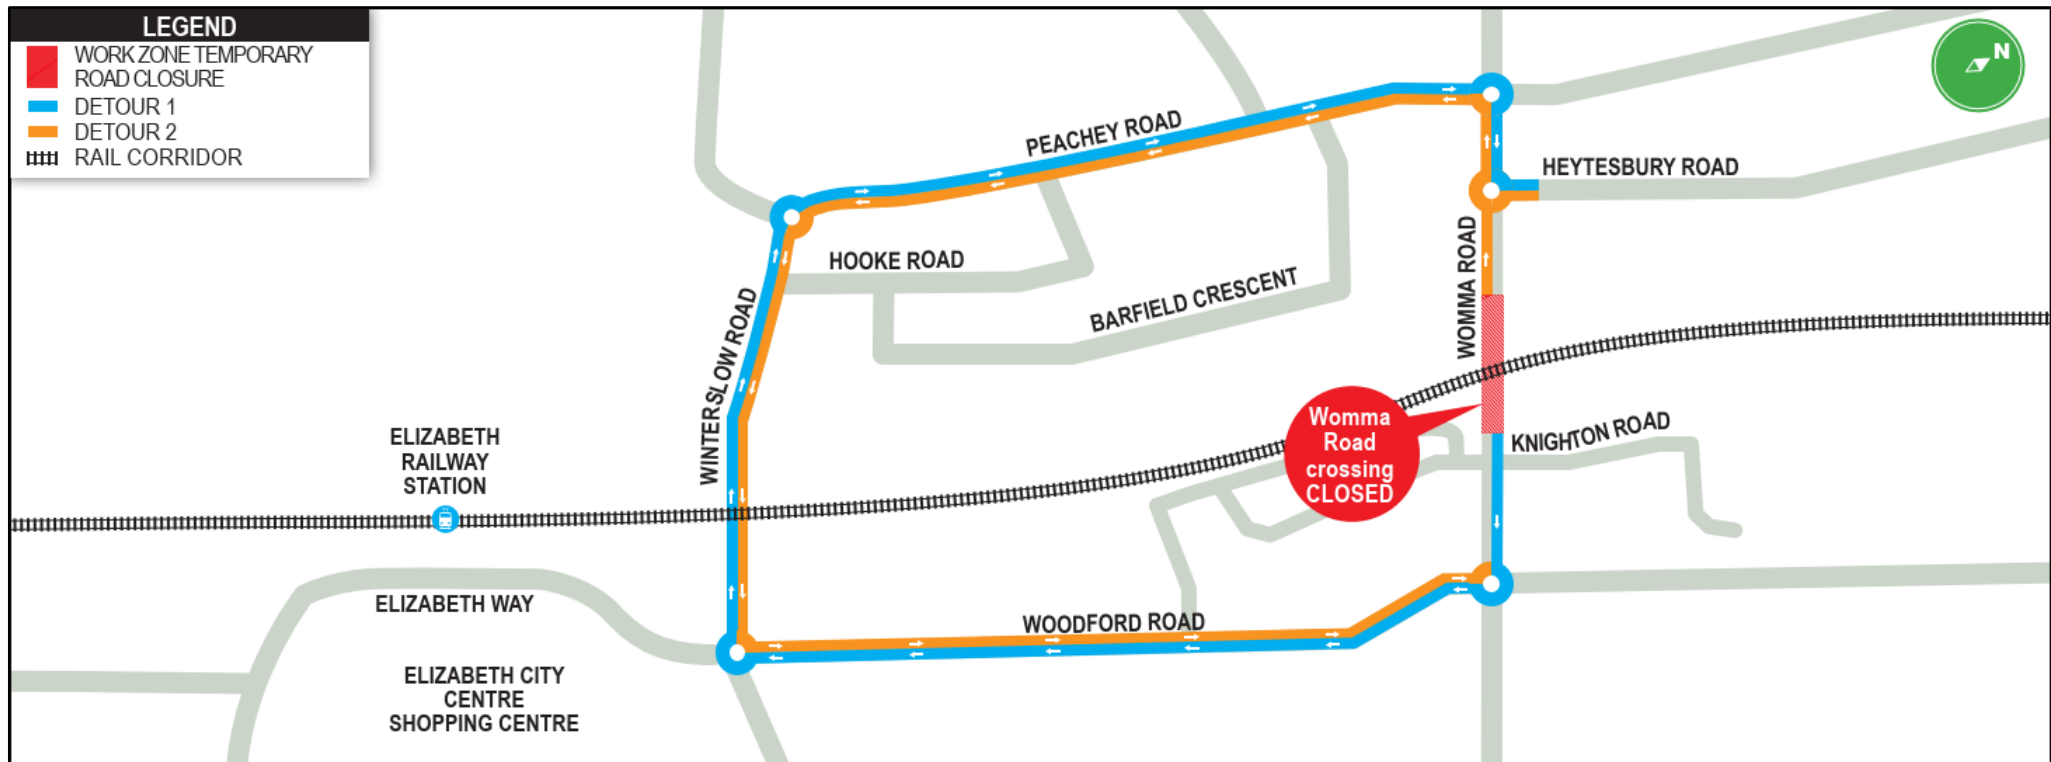 LEGEND
WORK ZONE TEMPORARY
ROAD CLOSURE
DETOUR 1
DETOUR 2
RAIL CORRIDOR
N
PEACHEY ROAD
HEYTESBURY ROAD
WOMMA ROAD
HOOKE ROAD
BARFIELD CRESCENT
WINTERSLOW ROAD
Womma
Road
crossing
CLOSED
KNIGHTON ROAD
ELIZABETH
RAILWAY
STATION
ELIZABETH WAY
WOODFORD ROAD
ELIZABETH CITY
CENTRE
SHOPPING CENTRE